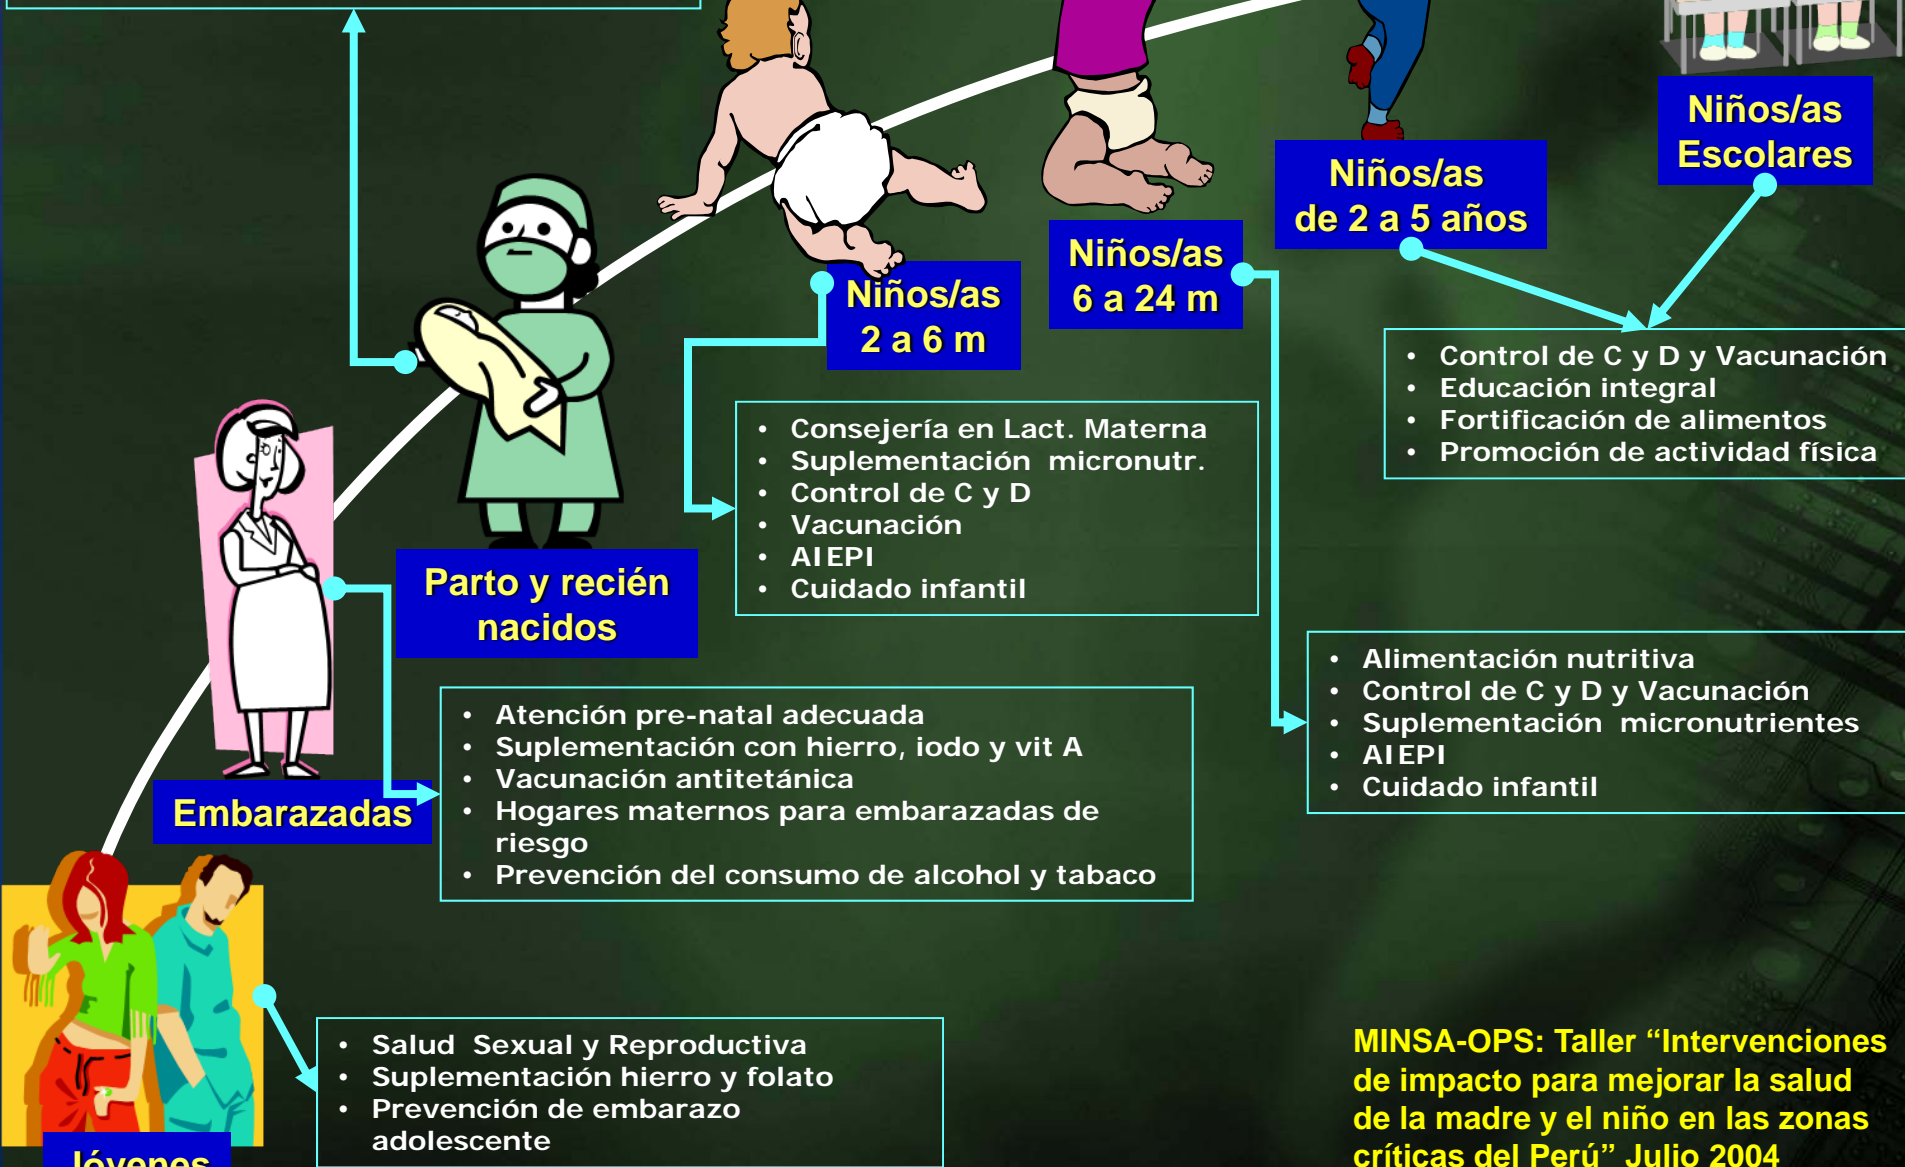 Niños/as
Escolares
Niños/as
de 2 a 5 años
Niños/as
6 a 24 m
Niños/as
2 a 6 m
• Control de C y D y Vacunación
• Educación integral
• Fortificación de alimentos
• Promoción de actividad física
• Consejería en Lact. Materna
• Suplementación micronutr.
• Control de C y D
• Vacunación
• AIEPI
• Cuidado infantil
Parto y recién
nacidos
• Alimentación nutritiva
• Control de C y D y Vacunación
• Suplementación micronutrientes
• AIEPI
• Cuidado infantil
• Atención pre-natal adecuada
• Suplementación con hierro, iodo y vit A
• Vacunación antitetánica
• Hogares maternos para embarazadas de
riesgo
• Prevención del consumo de alcohol y tabaco
Embarazadas
• Salud Sexual y Reproductiva
• Suplementación hierro y folato
• Prevención de embarazo
adolescente
Jóvenes
MINSA-OPS: Taller “Intervenciones
de impacto para mejorar la salud
de la madre y el niño en las zonas
críticas del Perú” Julio 2004